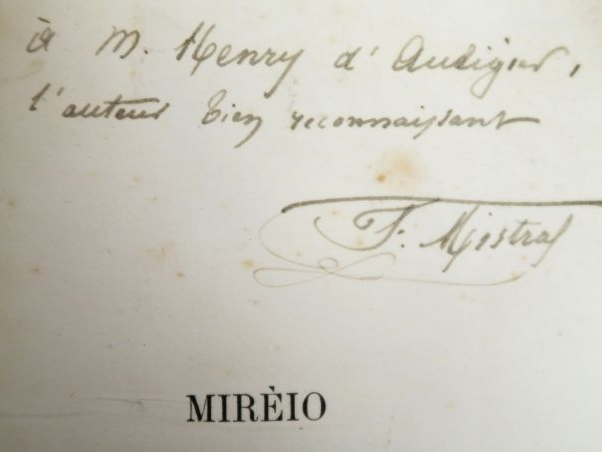 à M. Henry d'Audigier,
l'auteur bien reconnaissant
F. Mistral
MIRÈIO